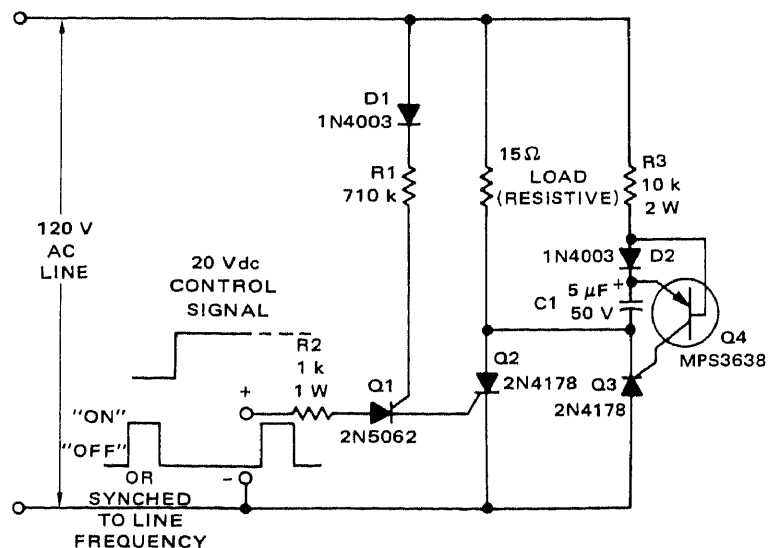 120 V
AC
LINE
D1
1N4003
R1
710 k
15Ω
LOAD
(RESISTIVE)
R3
10 k
2 W
1N4003
D2
5 μF +
C1
50 V
Q4
MPS3638
20 Vdc
CONTROL
SIGNAL
R2
1 k
1 W
Q1
2N5062
Q2
2N4178
Q3
2N4178
+
"ON"
"OFF"
-
OR
SYNCHED
TO LINE
FREQUENCY